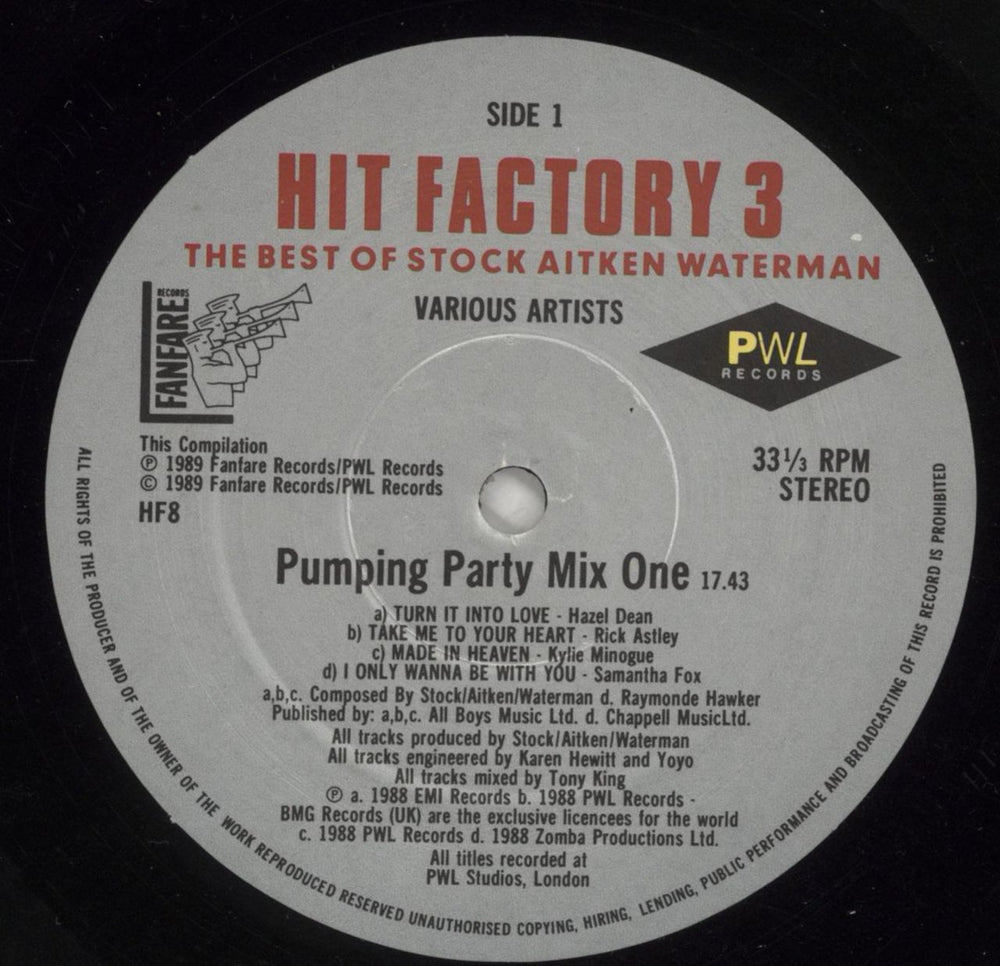 SIDE 1
HIT FACTORY 3
THE BEST OF STOCK AITKEN WATERMAN
VARIOUS ARTISTS
FANFARE
RECORDS
PWL
RECORDS
This Compilation
Ⓟ 1989 Fanfare Records/PWL Records
© 1989 Fanfare Records/PWL Records
HF8
33⅓ RPM
STEREO
Pumping Party Mix One 17.43
a) TURN IT INTO LOVE - Hazel Dean
b) TAKE ME TO YOUR HEART - Rick Astley
c) MADE IN HEAVEN - Kylie Minogue
d) I ONLY WANNA BE WITH YOU - Samantha Fox
a,b,c. Composed By Stock/Aitken/Waterman d. Raymonde Hawker
Published by: a,b,c. All Boys Music Ltd. d. Chappell MusicLtd.
All tracks produced by Stock/Aitken/Waterman
All tracks engineered by Karen Hewitt and Yoyo
All tracks mixed by Tony King
Ⓟ a. 1988 EMI Records b. 1988 PWL Records -
BMG Records (UK) are the exclusive licencees for the world
c. 1988 PWL Records d. 1988 Zomba Productions Ltd.
All titles recorded at
PWL Studios, London
ALL RIGHTS OF THE PRODUCER AND OF THE OWNER OF THE WORK REPRODUCED RESERVED UNAUTHORISED COPYING, HIRING, LENDING, PUBLIC PERFORMANCE AND BROADCASTING OF THIS RECORD IS PROHIBITED